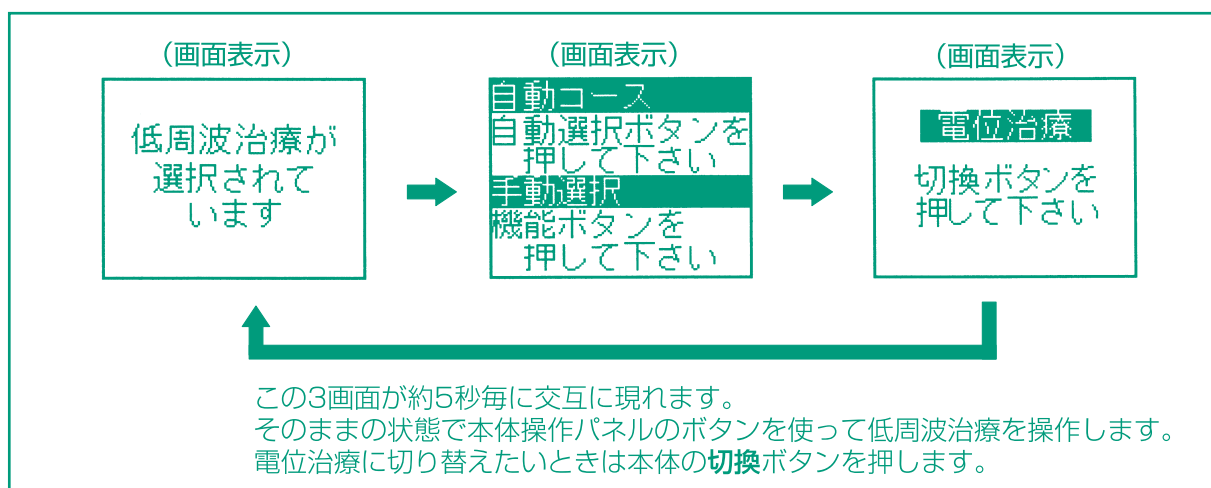 （画面表示）
低周波治療が
選択されて
います
（画面表示）
自動コース
自動選択ボタンを
押して下さい
手動選択
機能ボタンを
押して下さい
（画面表示）
電位治療
切換ボタンを
押して下さい
この3画面が約5秒毎に交互に現れます。
そのままの状態で本体操作パネルのボタンを使って低周波治療を操作します。
電位治療に切り替えたいときは本体の切換ボタンを押します。